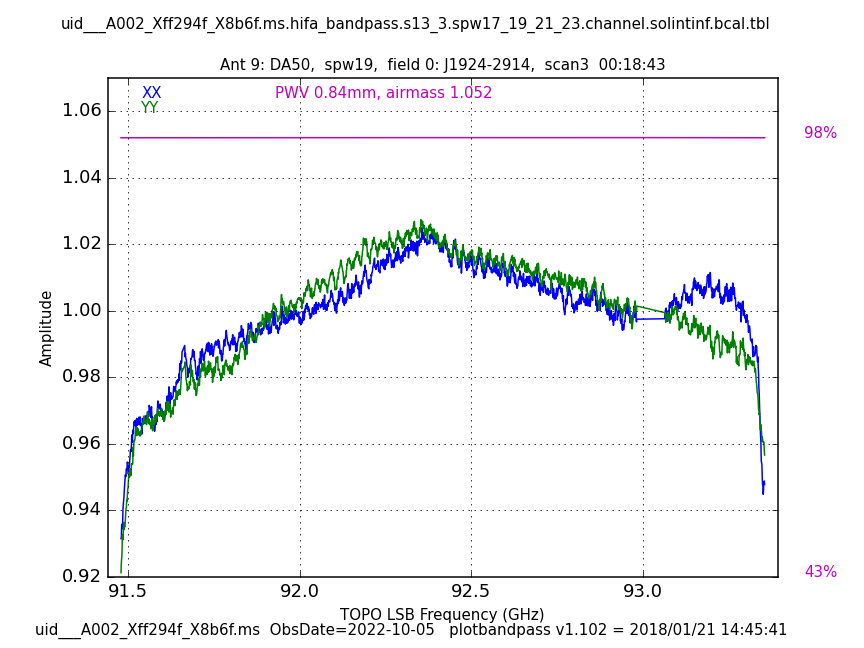 uid___A002_Xff294f_X8b6f.ms.hifa_bandpass.s13_3.spw17_19_21_23.channel.solintinf.bcal.tbl
Ant 9: DA50,  spw19,  field 0: J1924-2914,  scan3  00:18:43
XX
PWV 0.84mm, airmass 1.052
YY
1.06
98%
1.04
1.02
1.00
0.98
0.96
0.94
0.92
43%
Amplitude
91.5 92.0 92.5 93.0
TOPO LSB Frequency (GHz)
uid___A002_Xff294f_X8b6f.ms  ObsDate=2022-10-05   plotbandpass v1.102 = 2018/01/21 14:45:41